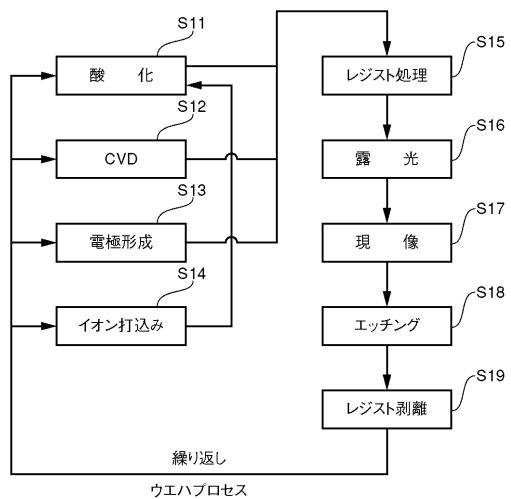 S11
酸 化
S12
CVD
S13
電極形成
S14
イオン打込み
S15
レジスト処理
S16
露 光
S17
現 像
S18
エッチング
S19
レジスト剥離
繰り返し
ウエハプロセス